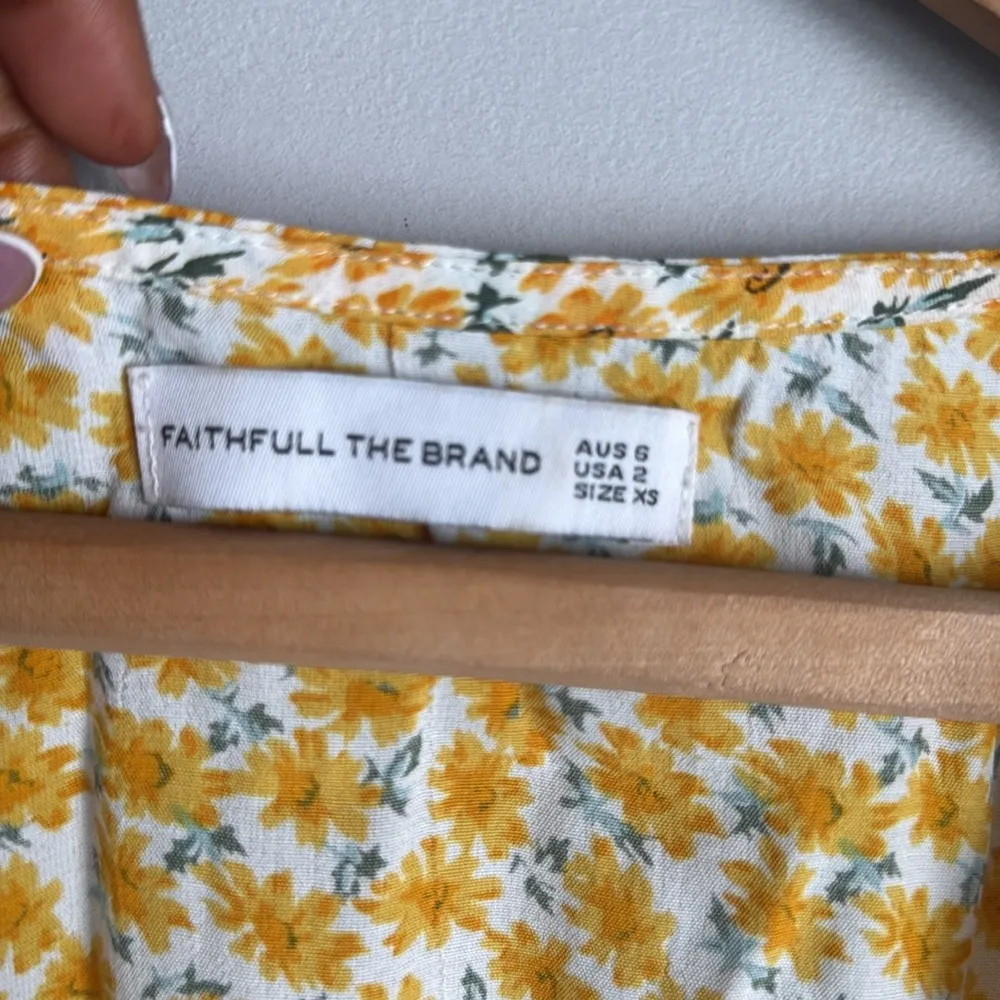 FAITHFULL THE BRAND
AUS 6
USA 2
SIZE XS